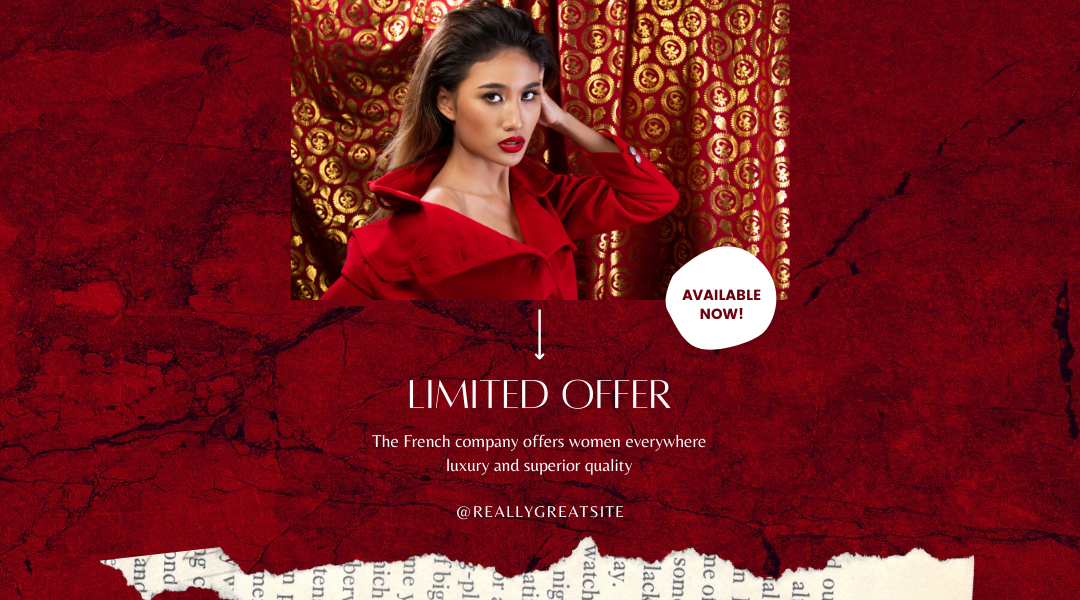 AVAILABLE
NOW!
LIMITED OFFER
The French company offers women everywhere
luxury and superior quality
@REALLYGREATSITE